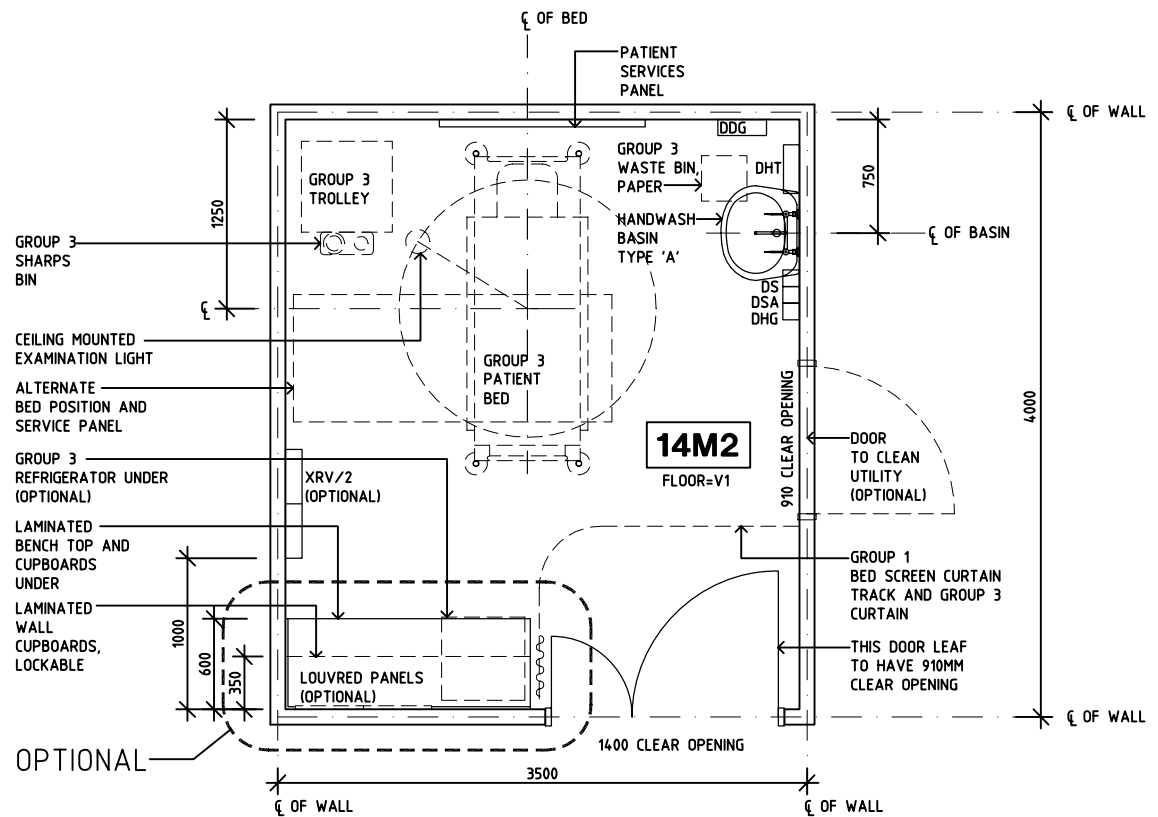 ℄ OF BED
PATIENT
SERVICES
PANEL
℄ OF WALL
DDG
GROUP 3
WASTE BIN,
PAPER
DHT
GROUP 3
TROLLEY
1250
750
HANDWASH
BASIN
TYPE 'A'
℄ OF BASIN
GROUP 3
SHARPS
BIN
DS
DSA
DHG
℄
CEILING MOUNTED
EXAMINATION LIGHT
GROUP 3
PATIENT
BED
ALTERNATE
BED POSITION AND
SERVICE PANEL
910 CLEAR OPENING
4000
14M2
FLOOR=V1
DOOR
TO CLEAN
UTILITY
(OPTIONAL)
GROUP 3
REFRIGERATOR UNDER
(OPTIONAL)
XRV/2
(OPTIONAL)
LAMINATED
BENCH TOP AND
CUPBOARDS
UNDER
GROUP 1
BED SCREEN CURTAIN
TRACK AND GROUP 3
CURTAIN
LAMINATED
WALL
CUPBOARDS,
LOCKABLE
1000
600
350
LOUVRED PANELS
(OPTIONAL)
THIS DOOR LEAF
TO HAVE 910MM
CLEAR OPENING
℄ OF WALL
1400 CLEAR OPENING
OPTIONAL
3500
℄ OF WALL
℄ OF WALL